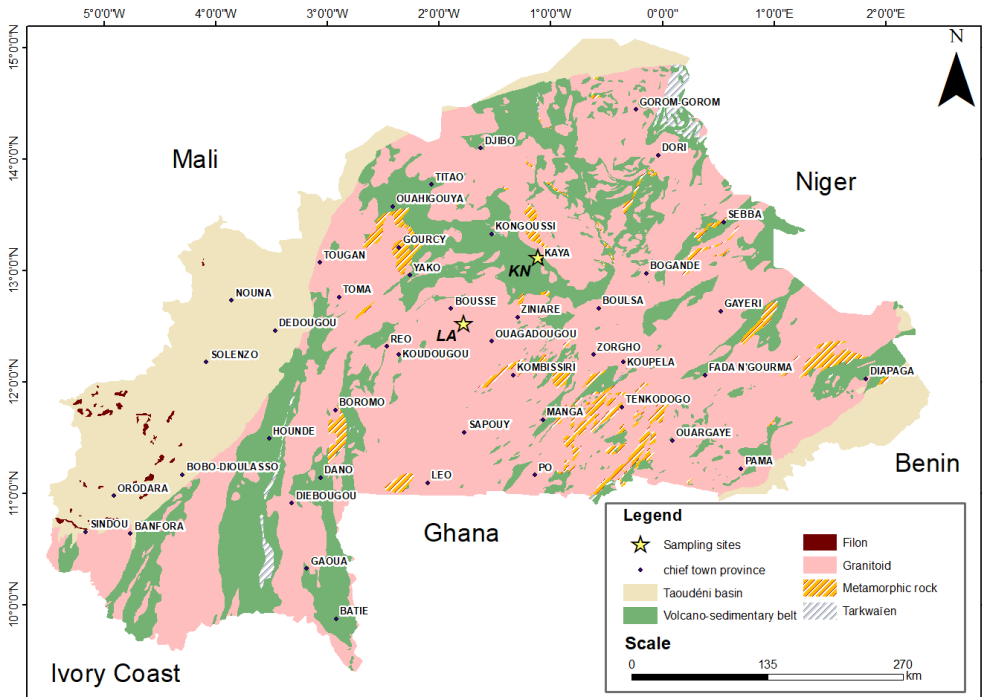 5°0'0"W 4°0'0"W 3°0'0"W 2°0'0"W 1°0'0"W 0°0'0" 1°0'0"E 2°0'0"E
N
15°0'0"N
14°0'0"N
13°0'0"N
12°0'0"N
11°0'0"N
10°0'0"N
Mali
Niger
Benin
Ghana
Ivory Coast
GOROM-GOROM
DJIBO
DORI
TITAO
OUAHIGOUYA
SEBBA
KONGOUSSI
GOURCY
KAYA
KN
TOUGAN
YAKO
BOGANDE
NOUNA
TOMA
BOUSSE
ZINIARE
BOULSA
GAYERI
DEDOUGOU
LA
OUAGADOUGOU
REO
KOUDOUGOU
ZORGHO
KOUPELA
SOLENZO
KOMBISSIRI
FADA N'GOURMA
DIAPAGA
BOROMO
MANGA
TENKODOGO
HOUNDE
SAPOUY
OUARGAYE
BOBO-DIOULASSO
DANO
LEO
PO
PAMA
ORODARA
DIEBOUGOU
SINDOU
BANFORA
GAOUA
BATIE
Legend
Sampling sites
chief town province
Taoudéni basin
Volcano-sedimentary belt
Filon
Granitoid
Metamorphic rock
Tarkwaïen
Scale
0 135 270
km